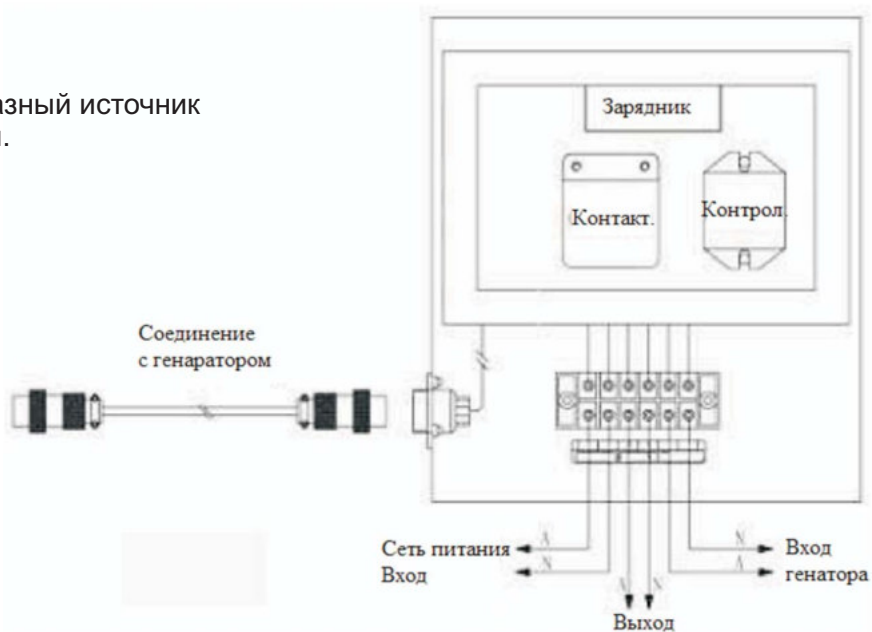 азный источник
Зарядник
Контакт.
Контрол.
Соединение
с генаратором
Сеть питания
Вход
A
N
A
N
N
A
Вход
генатора
Выход